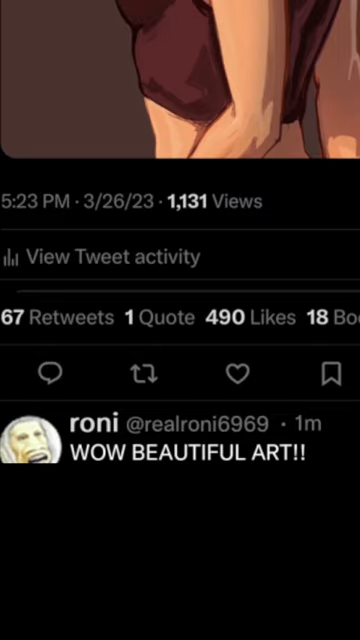 5:23 PM · 3/26/23 · 1,131 Views
View Tweet activity
67 Retweets 1 Quote 490 Likes 18 Bo
roni @realroni6969 · 1m
WOW BEAUTIFUL ART!!